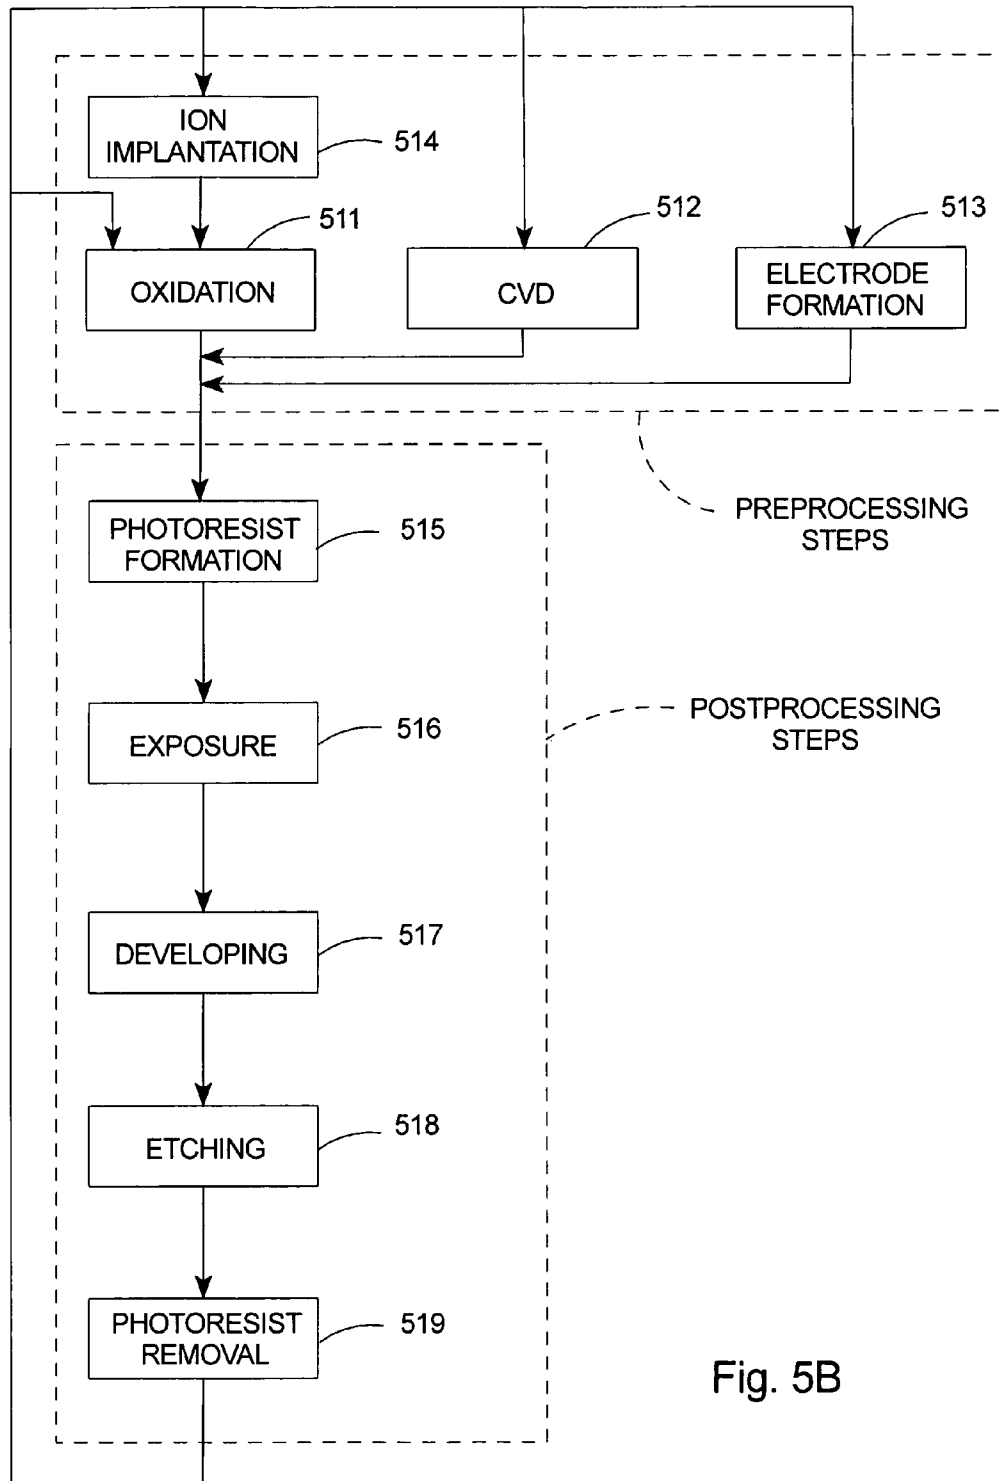 ION
IMPLANTATION
514
511
512
513
OXIDATION
CVD
ELECTRODE
FORMATION
PHOTORESIST
FORMATION
515
PREPROCESSING
STEPS
EXPOSURE
516
POSTPROCESSING
STEPS
DEVELOPING
517
ETCHING
518
PHOTORESIST
REMOVAL
519
Fig. 5B